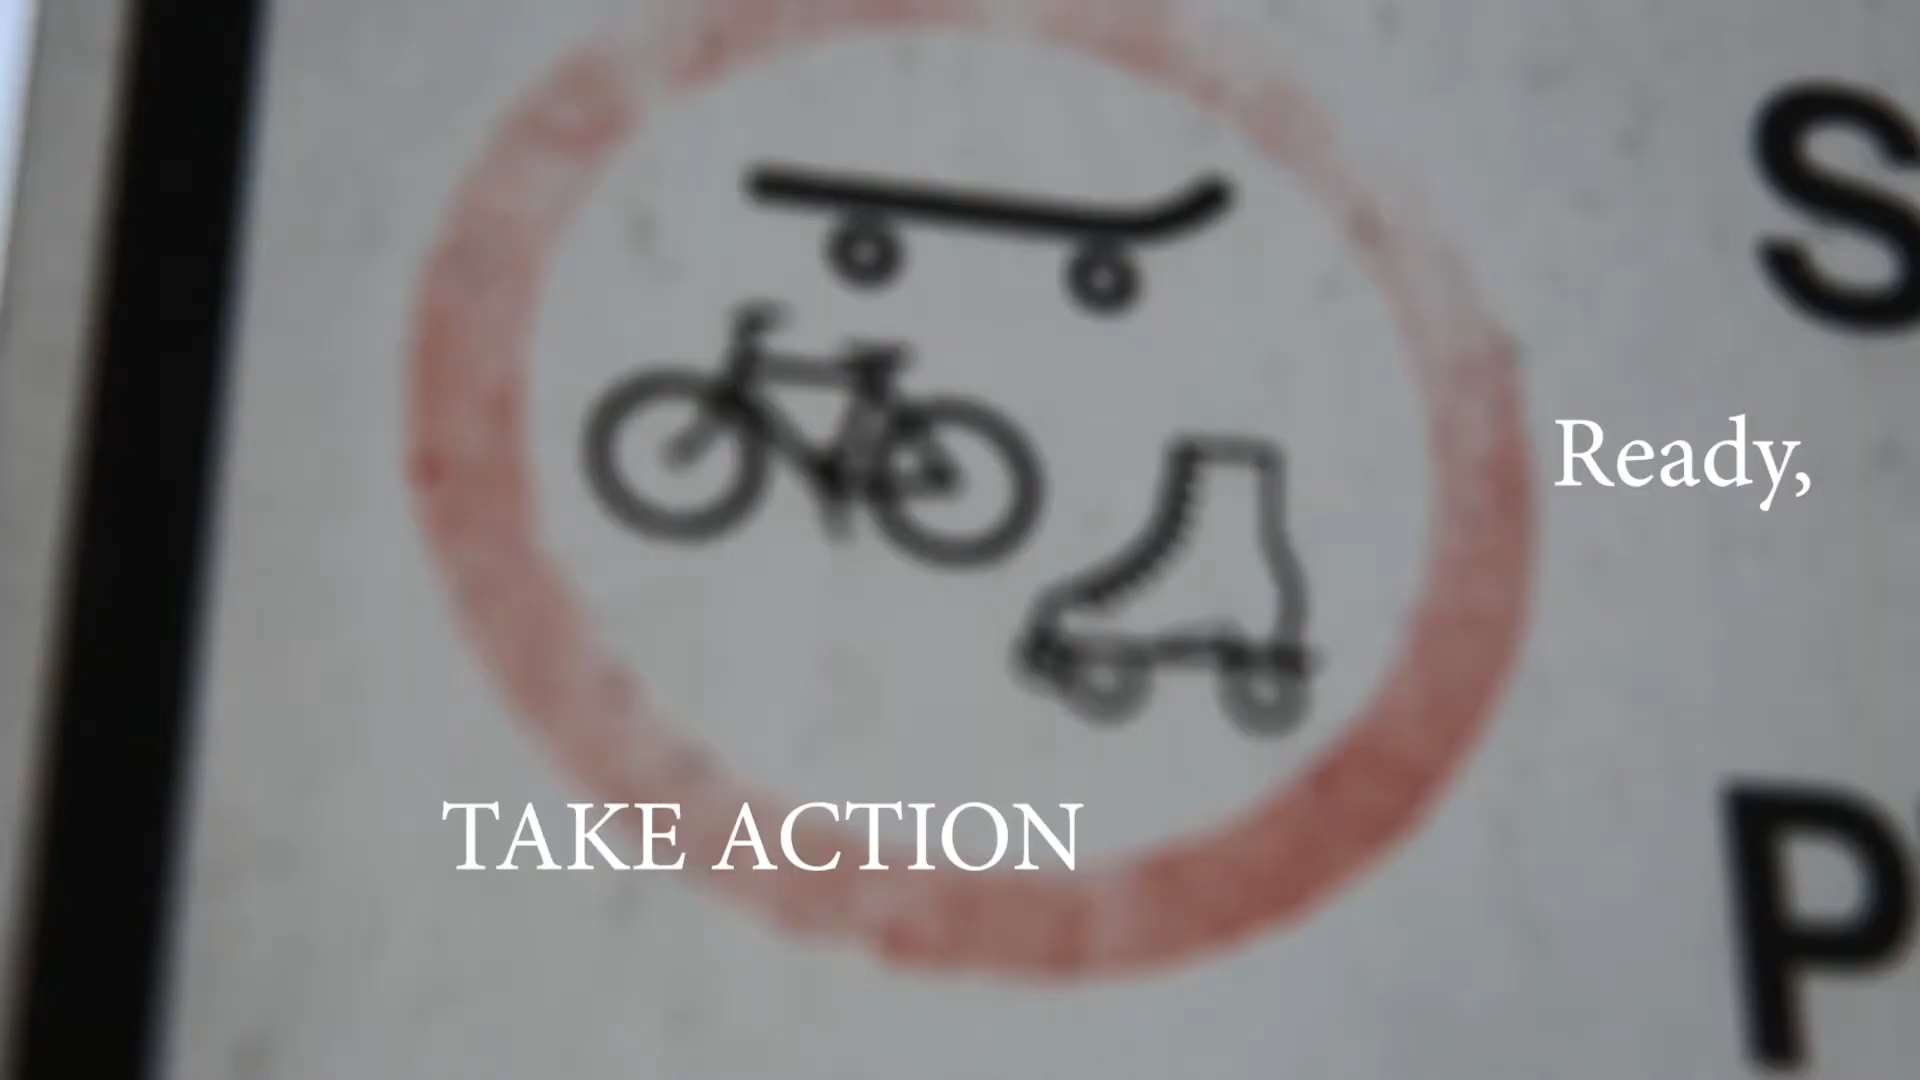 S
Ready,
P
TAKE ACTION